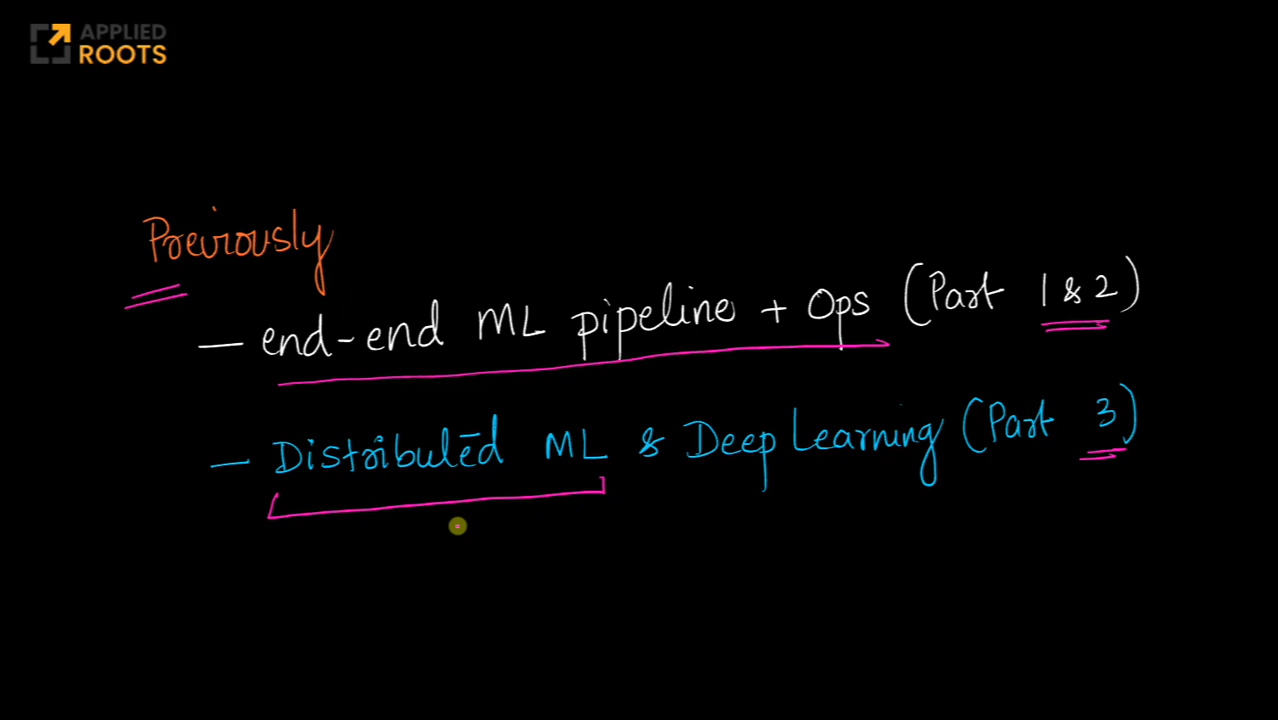 APPLIED
ROOTS
Previously
— end-end ML pipeline + Ops (Part 1 & 2)
— Distributed ML & Deep Learning (Part 3)